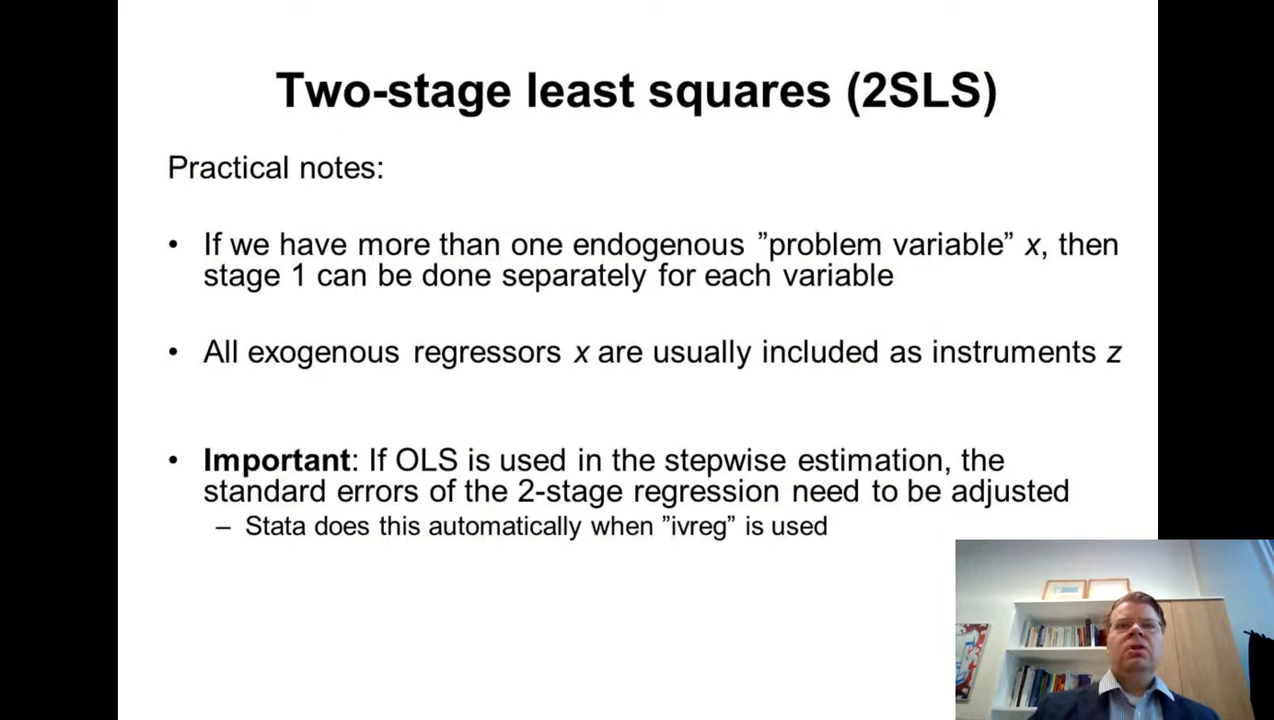 Two-stage least squares (2SLS)
Practical notes:
• If we have more than one endogenous ”problem variable” x, then
stage 1 can be done separately for each variable
• All exogenous regressors x are usually included as instruments z
• Important: If OLS is used in the stepwise estimation, the
standard errors of the 2-stage regression need to be adjusted
– Stata does this automatically when ”ivreg” is used